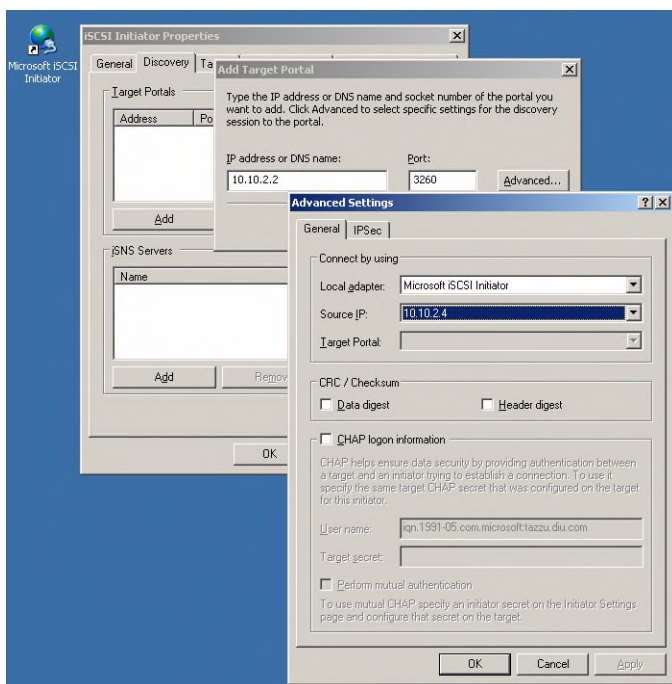 Microsoft iSCSI
Initiator
iSCSI Initiator Properties
General
Discovery
Target Portals
Address
Add
iSNS Servers
Name
Add
OK
Add Target Portal
Type the IP address or DNS name and socket number of the portal you
want to add. Click Advanced to select specific settings for the discovery
session to the portal.
IP address or DNS name:
Port:
10.10.2.2
3260
Advanced...
Advanced Settings
General
IPSec
Connect by using
Local adapter:
Microsoft iSCSI Initiator
Source IP:
10.10.2.4
Target Portal:
CRC / Checksum
Data digest
Header digest
CHAP logon information
CHAP helps ensure data security by providing authentication between
a target and an initiator trying to establish a connection. To use it
specify the same target CHAP secret that was configured on the target
for this initiator.
User name:
iqn.1991-05.com.microsoft:tazzu.diu.com
Target secret:
Perform mutual authentication
To use mutual CHAP specify an initiator secret on the Initiator Settings
page and configure that secret on the target.
OK
Cancel
Apply